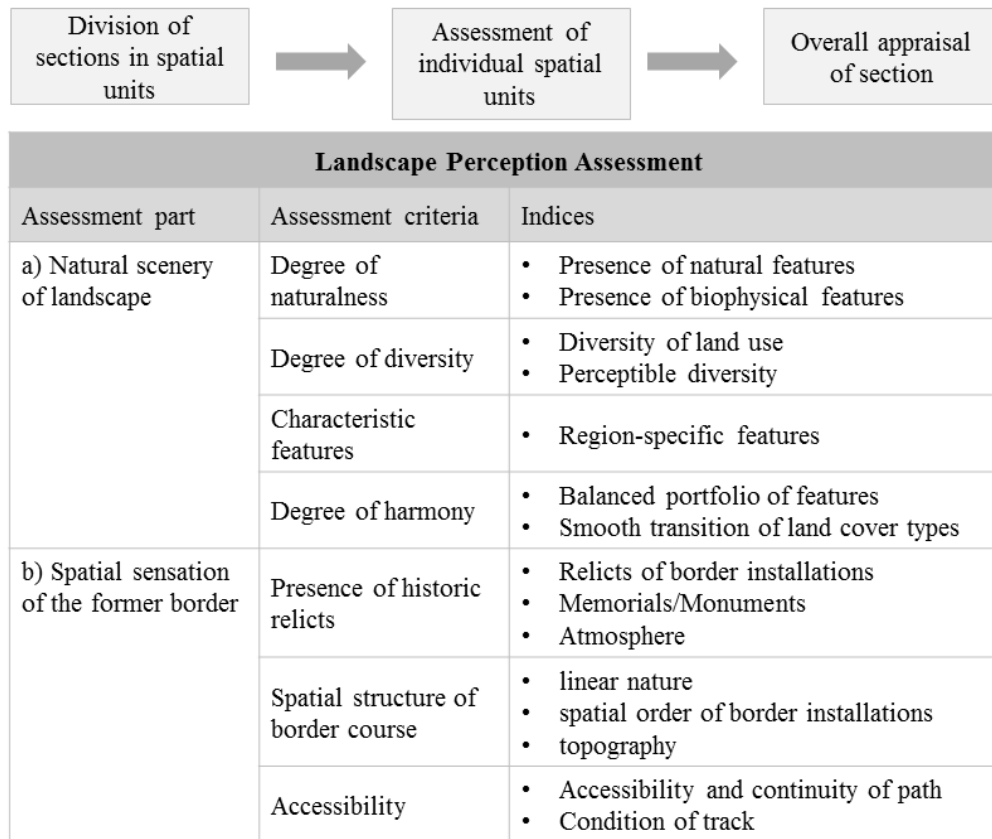 Division of
sections in spatial
units
Assessment of
individual spatial
units
Overall appraisal
of section
Landscape Perception Assessment
Assessment part
Assessment criteria
Indices
a) Natural scenery
of landscape
Degree of
naturalness
• Presence of natural features
• Presence of biophysical features
Degree of diversity
• Diversity of land use
• Perceptible diversity
Characteristic
features
• Region-specific features
Degree of harmony
• Balanced portfolio of features
• Smooth transition of land cover types
b) Spatial sensation
of the former border
Presence of historic
relicts
• Relicts of border installations
• Memorials/Monuments
• Atmosphere
Spatial structure of
border course
• linear nature
• spatial order of border installations
• topography
Accessibility
• Accessibility and continuity of path
• Condition of track